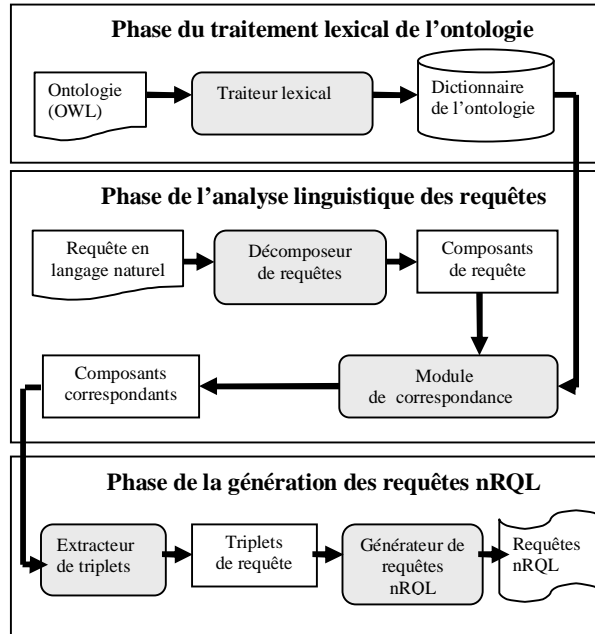 Phase du traitement lexical de l'ontologie
Ontologie
(OWL)
Traiteur lexical
Dictionnaire
de l'ontologie
Phase de l'analyse linguistique des requêtes
Requête en
langage naturel
Décomposeur
de requêtes
Composants
de requête
Composants
correspondants
Module
de correspondance
Phase de la génération des requêtes nRQL
Extracteur
de triplets
Triplets
de requête
Générateur de
requêtes
nRQL
Requêtes
nRQL